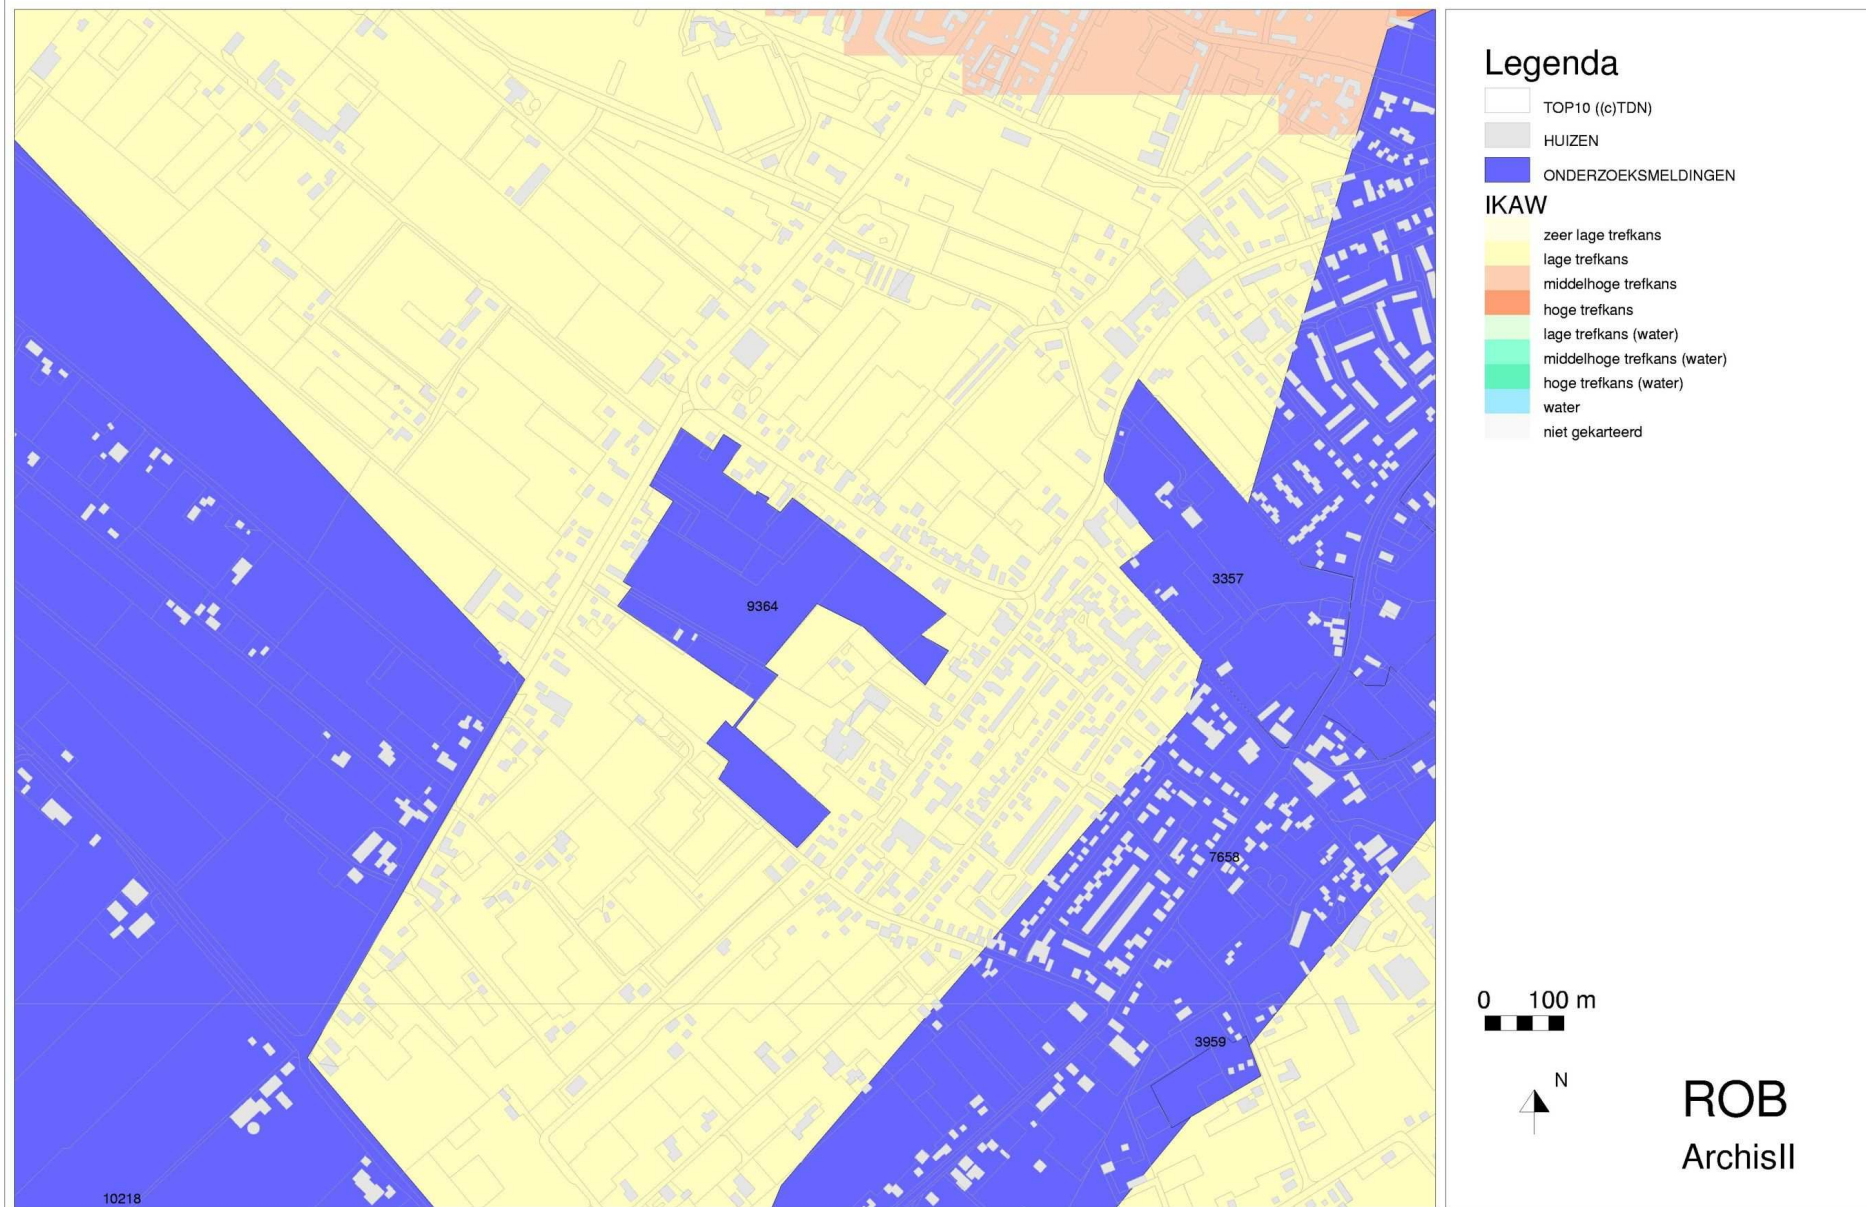 Legenda
TOP10 ((c)TDN)
HUIZEN
ONDERZOEKSMELDINGEN
IKAW
zeer lage trefkans
lage trefkans
middelhoge trefkans
hoge trefkans
lage trefkans (water)
middelhoge trefkans (water)
hoge trefkans (water)
water
niet gekarteerd
3357
9364
7658
3959
10218
0 100 m
N
ROB
ArchisII